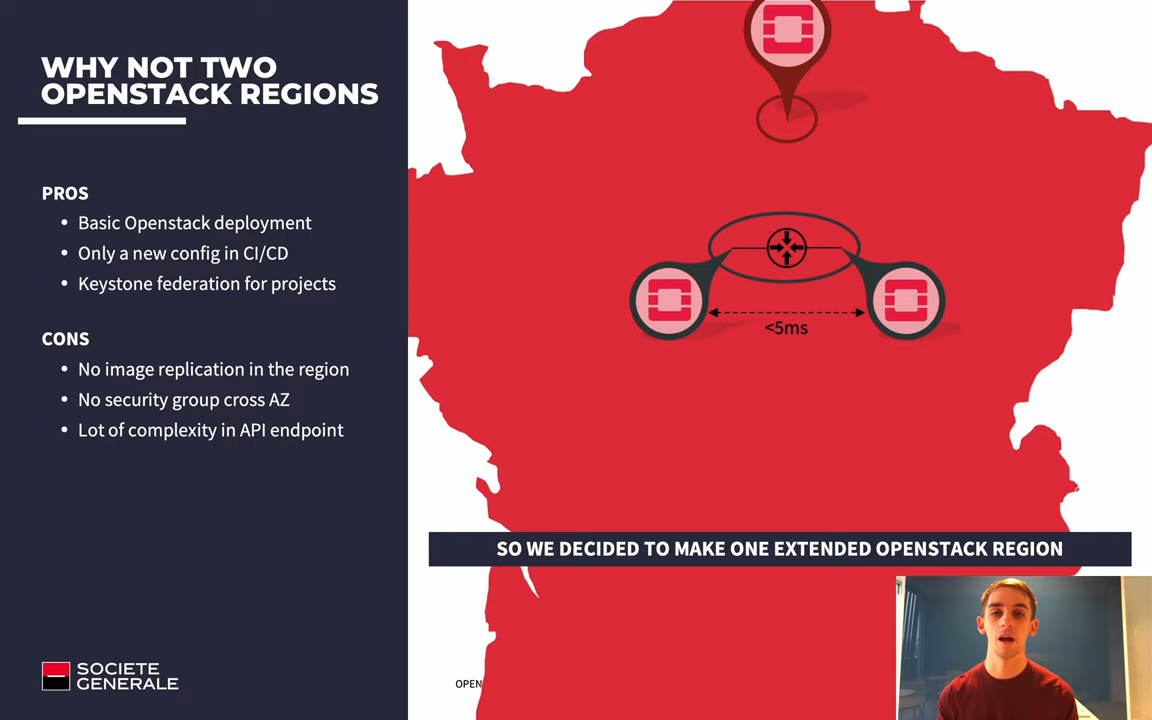 WHY NOT TWO
OPENSTACK REGIONS
PROS
• Basic Openstack deployment
• Only a new config in CI/CD
• Keystone federation for projects
CONS
• No image replication in the region
• No security group cross AZ
• Lot of complexity in API endpoint
<5ms
SO WE DECIDED TO MAKE ONE EXTENDED OPENSTACK REGION
SOCIETE
GENERALE
OPEN